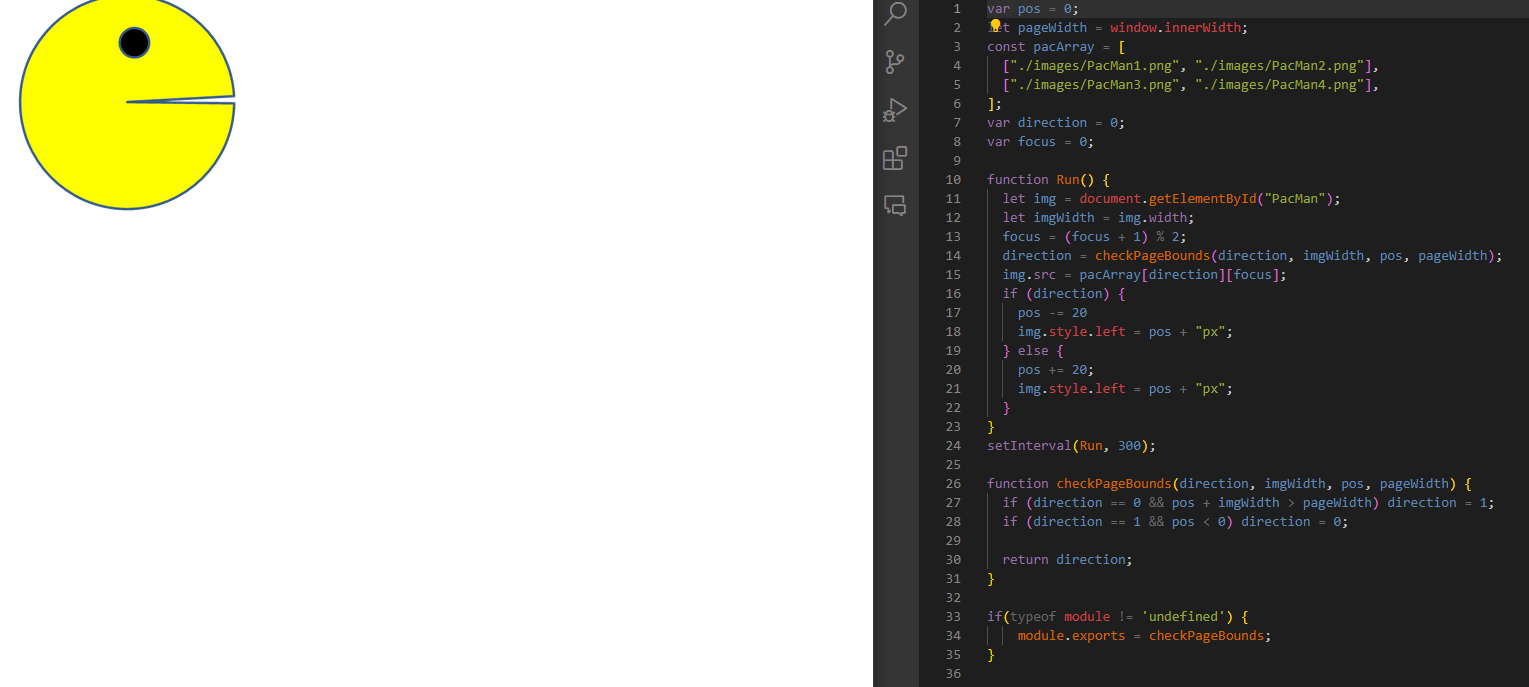 1 var pos = 0;
2 let pageWidth = window.innerWidth;
3 const pacArray = [
4 ["./images/PacMan1.png", "./images/PacMan2.png"],
5 ["./images/PacMan3.png", "./images/PacMan4.png"],
6 ];
7 var direction = 0;
8 var focus = 0;
9
10 function Run() {
11 let img = document.getElementById("PacMan");
12 let imgWidth = img.width;
13 focus = (focus + 1) % 2;
14 direction = checkPageBounds(direction, imgWidth, pos, pageWidth);
15 img.src = pacArray[direction][focus];
16 if (direction) {
17 pos -= 20
18 img.style.left = pos + "px";
19 } else {
20 pos += 20;
21 img.style.left = pos + "px";
22 }
23 }
24 setInterval(Run, 300);
25
26 function checkPageBounds(direction, imgWidth, pos, pageWidth) {
27 if (direction == 0 && pos + imgWidth > pageWidth) direction = 1;
28 if (direction == 1 && pos < 0) direction = 0;
29
30 return direction;
31 }
32
33 if(typeof module != 'undefined') {
34 module.exports = checkPageBounds;
35 }
36